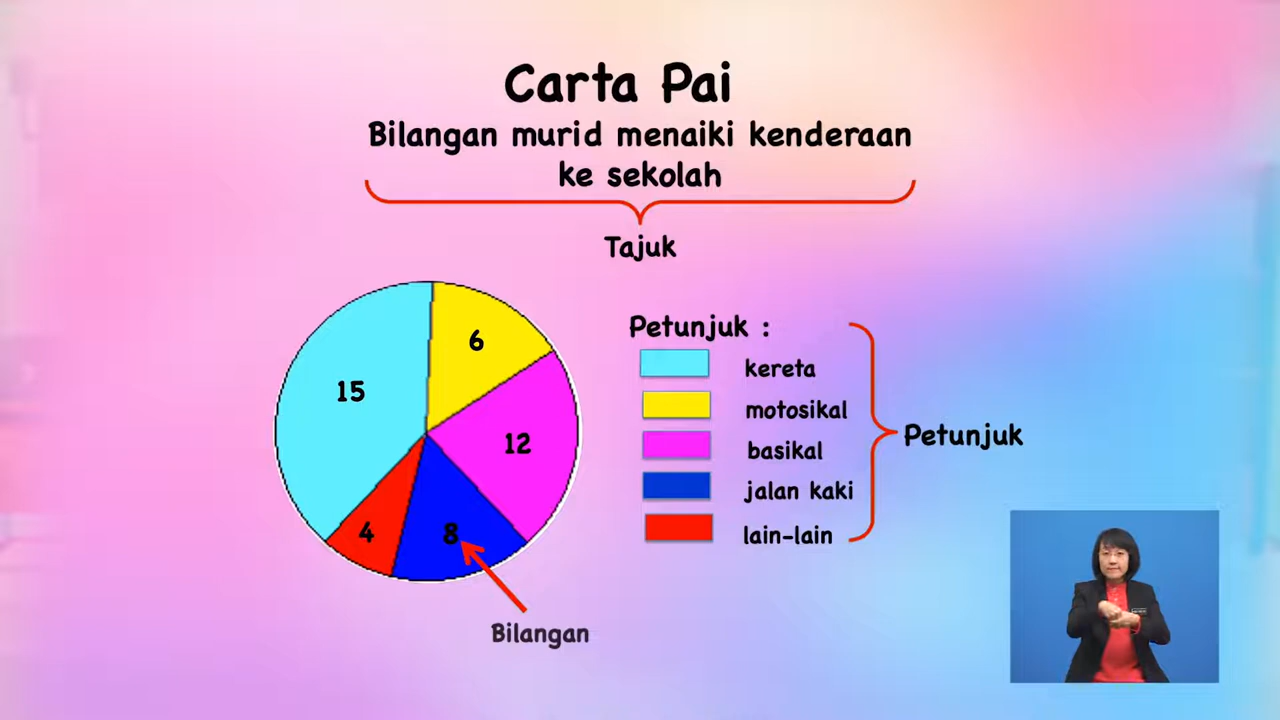 Carta Pai
Bilangan murid menaiki kenderaan
ke sekolah
Tajuk
15
6
12
8
4
Bilangan
Petunjuk :
kereta
motosikal
basikal
jalan kaki
lain-lain
Petunjuk